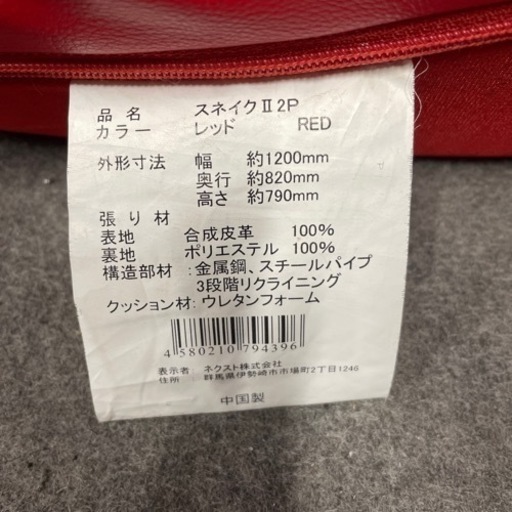 品名 スネイクⅡ2P
カラー レッド RED
外形寸法 幅 約1200mm
奥行 約820mm
高さ 約790mm
張り材
表地 合成皮革 100%
裏地 ポリエステル 100%
構造部材 :金属鋼、スチールパイプ
3段階リクライニング
クッション材:ウレタンフォーム
4580210794396
表示者 ネクスト株式会社
住所 : 群馬県伊勢崎市市場町2丁目1246
中国製